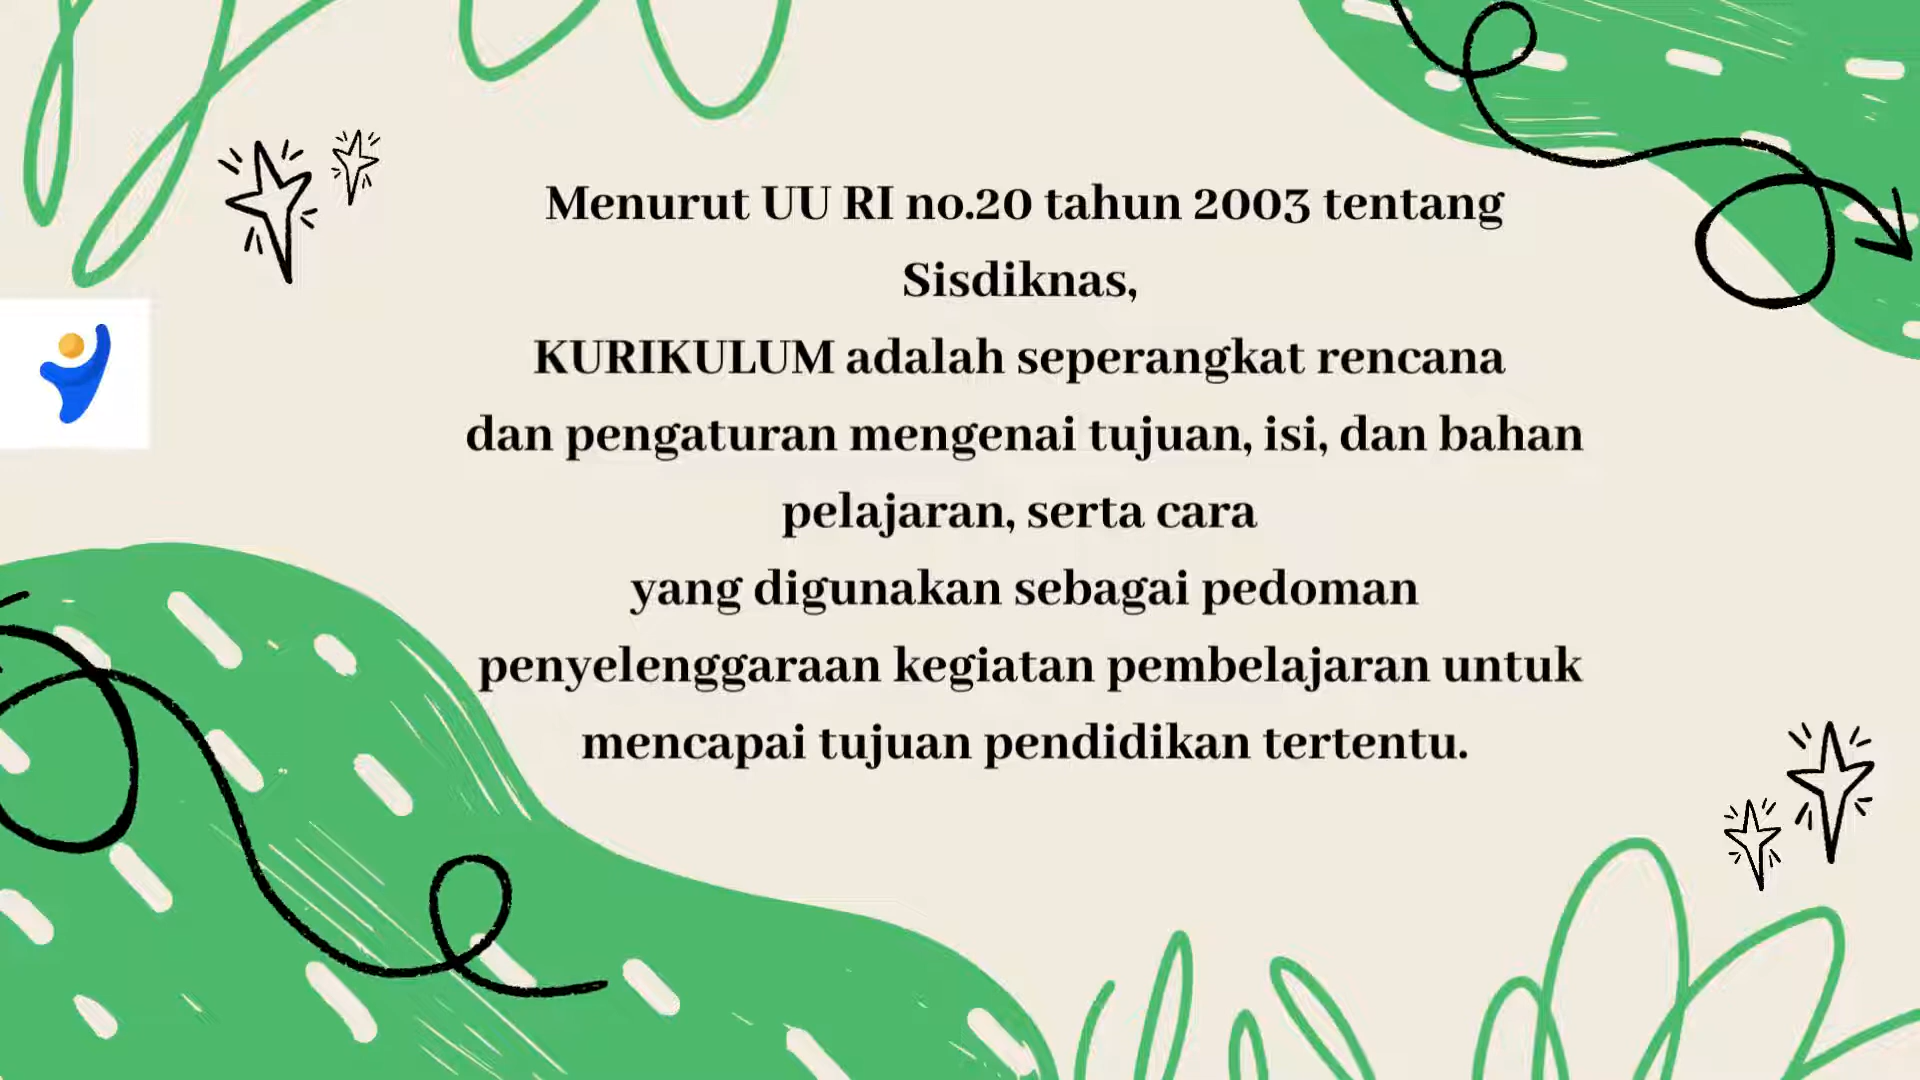 Menurut UU RI no.20 tahun 2003 tentang
Sisdiknas,
KURIKULUM adalah seperangkat rencana
dan pengaturan mengenai tujuan, isi, dan bahan
pelajaran, serta cara
yang digunakan sebagai pedoman
penyelenggaraan kegiatan pembelajaran untuk
mencapai tujuan pendidikan tertentu.